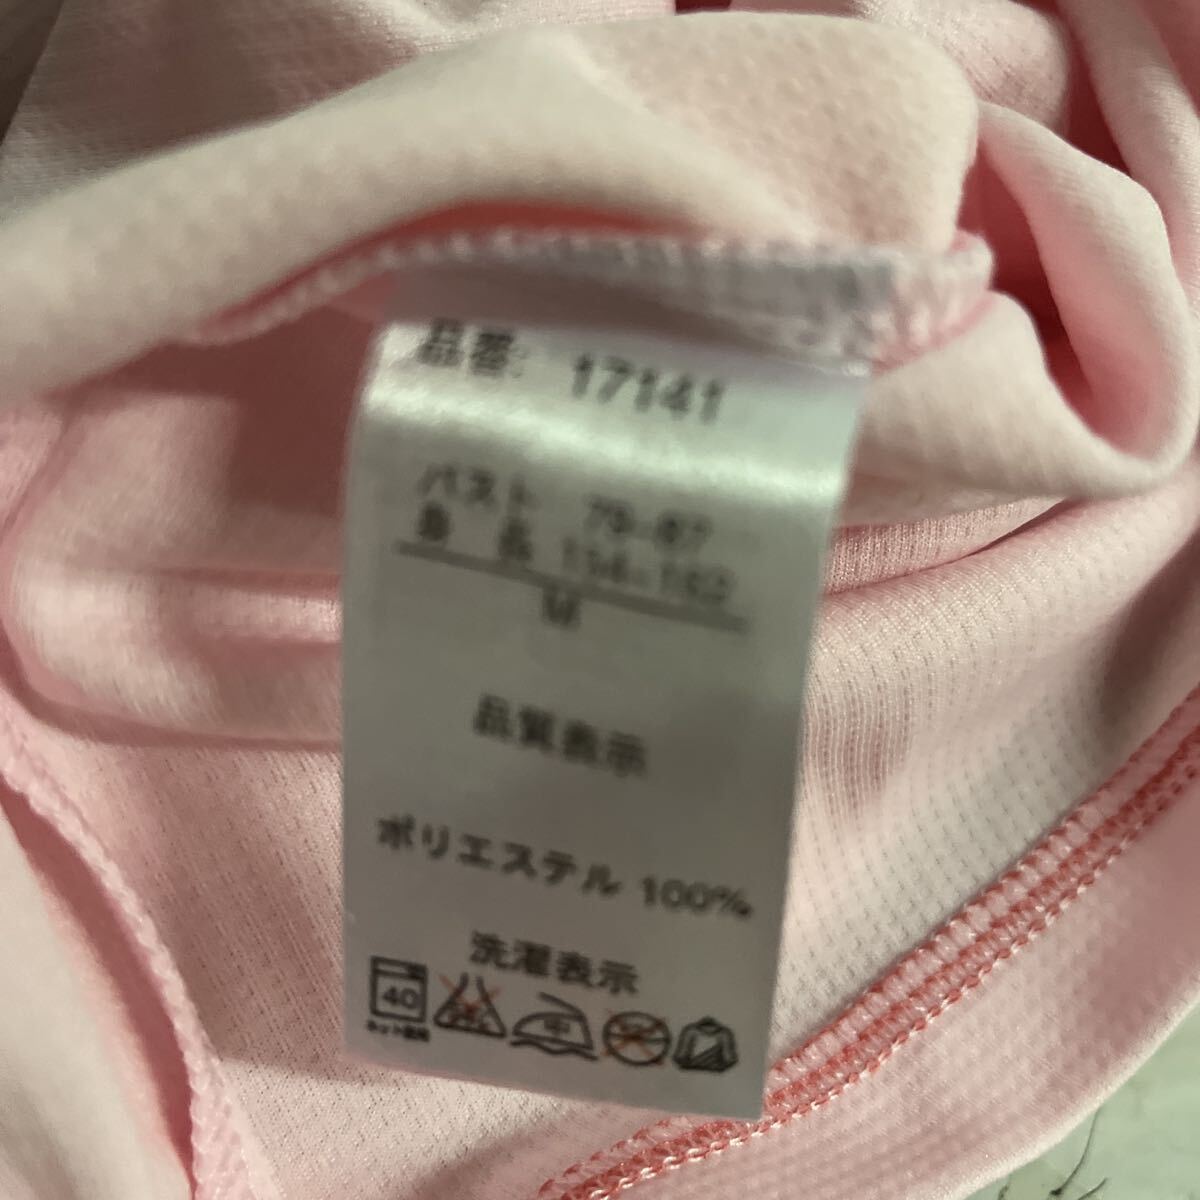 品番: 17141
バスト 79-87
身 長 154-162
M
品質表示
ポリエステル 100%
洗濯表示
40 中